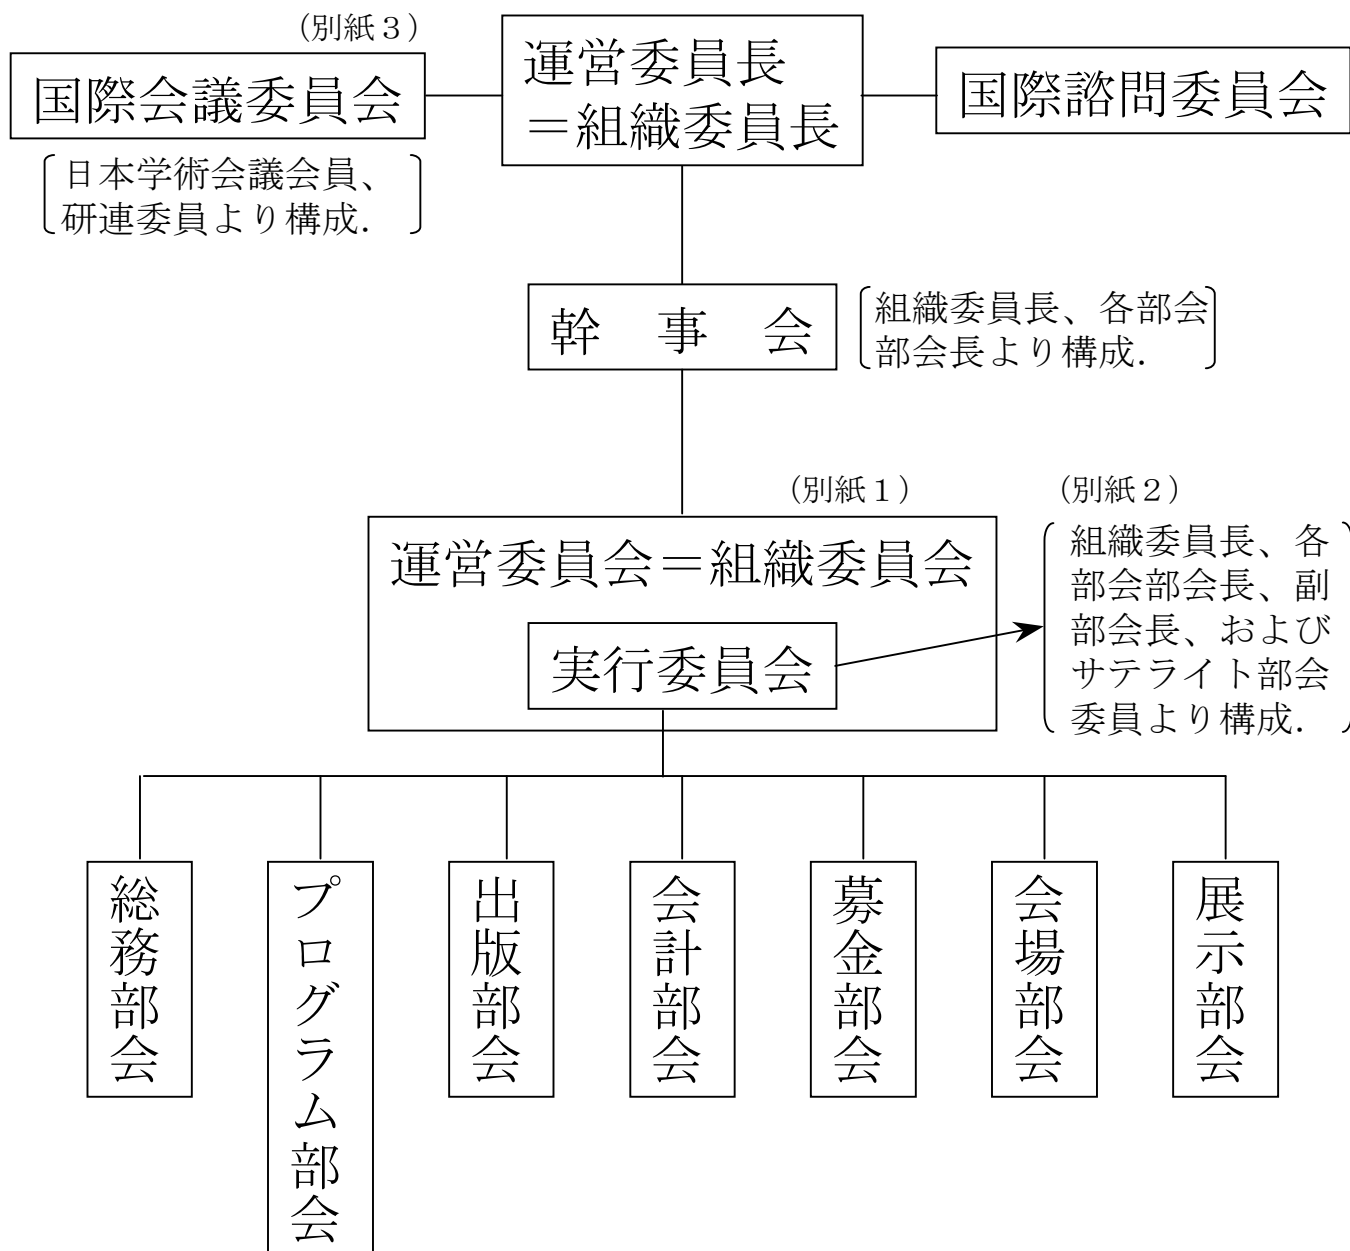 (別紙３)
国際会議委員会
運営委員長
＝組織委員長
国際諮問委員会
日本学術会議会員、
研連委員より構成．
幹　事　会
組織委員長、各部会
部会長より構成．
(別紙１)
(別紙２)
運営委員会＝組織委員会
実行委員会
組織委員長、各
部会部会長、副
部会長、および
サテライト部会
委員より構成．
総務部会
プログラム部会
出版部会
会計部会
募金部会
会場部会
展示部会